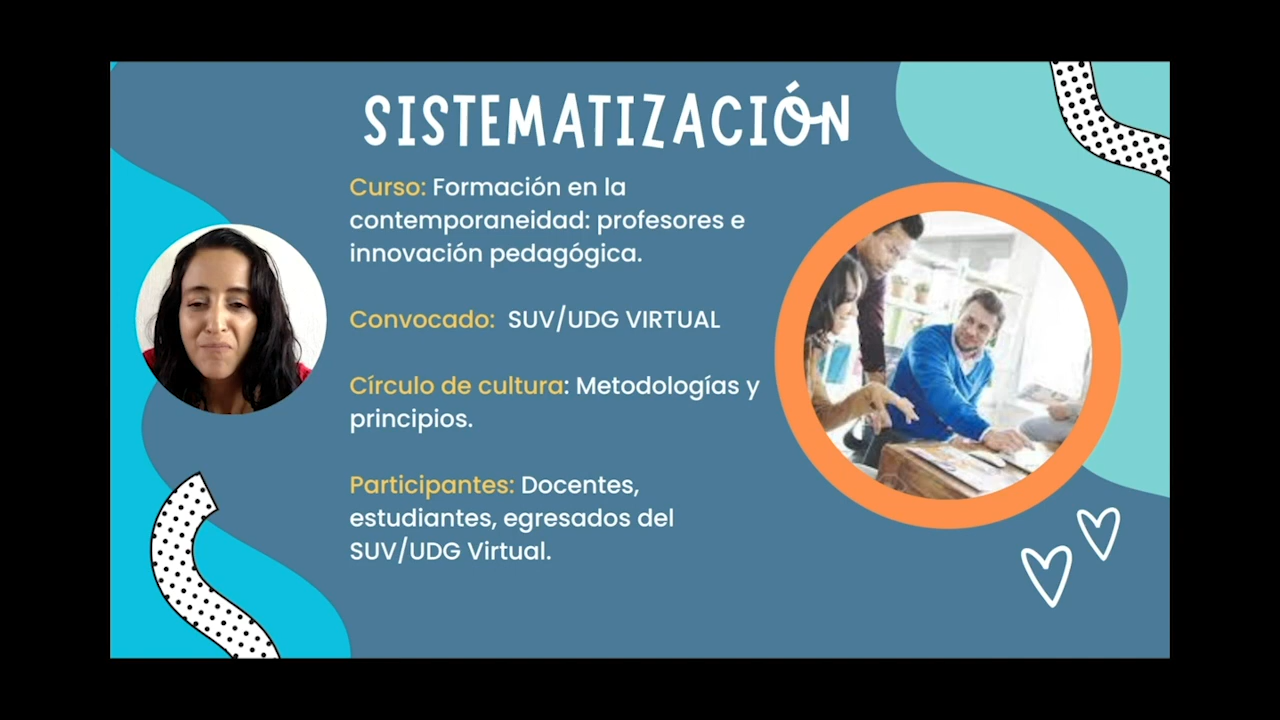 SISTEMATIZACIÓN
Curso: Formación en la
contemporaneidad: profesores e
innovación pedagógica.
Convocado: SUV/UDG VIRTUAL
Círculo de cultura: Metodologías y
principios.
Participantes: Docentes,
estudiantes, egresados del
SUV/UDG Virtual.